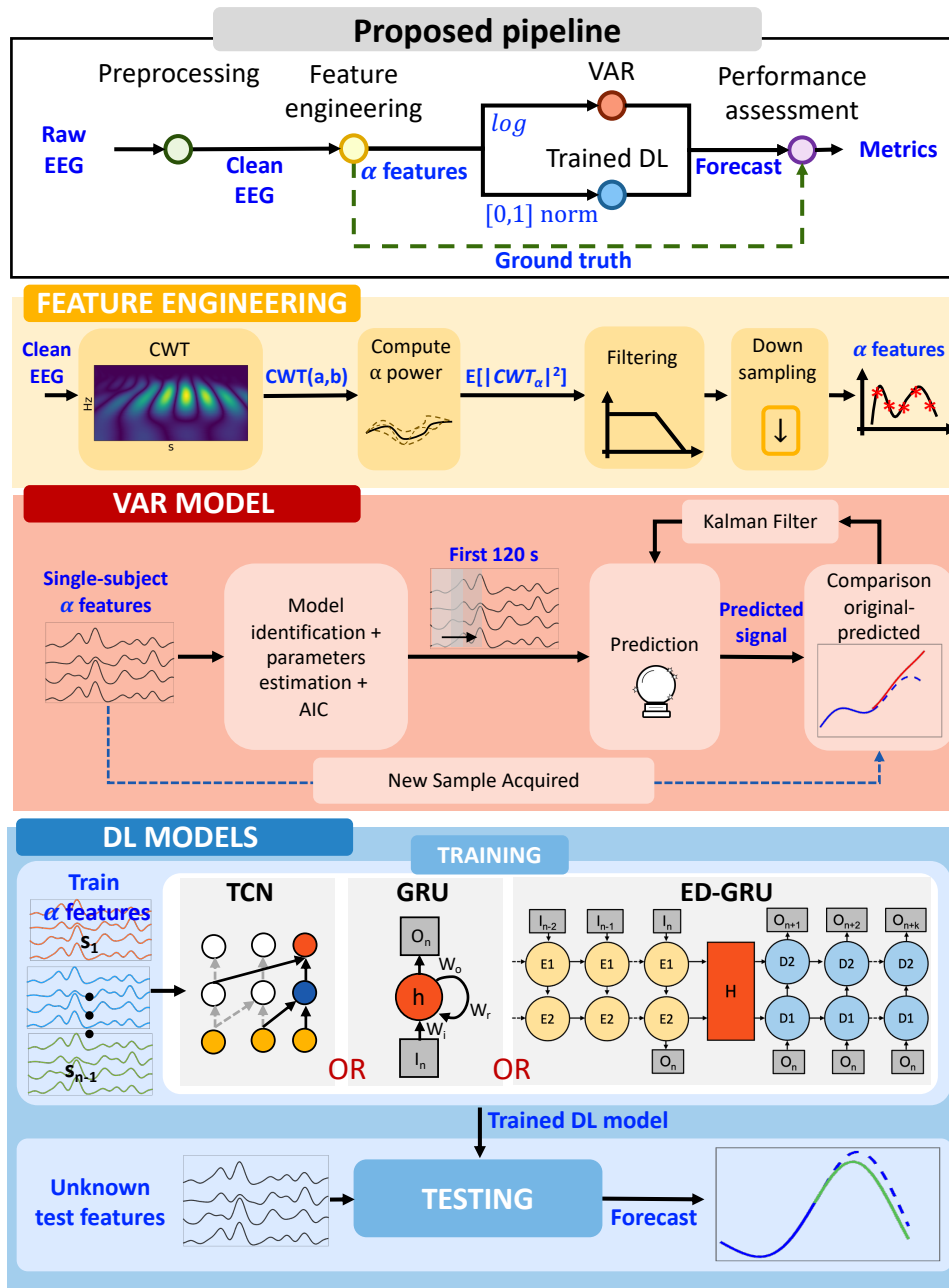 Proposed pipeline
Preprocessing
Feature
engineering
VAR
Performance
assessment
Raw
EEG
Clean
EEG
α features
log
Trained DL
[0,1] norm
Forecast
Metrics
Ground truth
FEATURE ENGINEERING
Clean
EEG
CWT
Hz
s
CWT(a,b)
Compute
α power
E[|CWT_α|²]
Filtering
Down
sampling
↓
α features
VAR MODEL
Single-subject
α features
Model
identification +
parameters
estimation +
AIC
First 120 s
Kalman Filter
Prediction
Predicted
signal
Comparison
original-
predicted
New Sample Acquired
DL MODELS
TRAINING
Train
α features
S₁
Sₙ₋₁
TCN
OR
GRU
Oₙ
h
Wₒ
Wᵣ
Wᵢ
Iₙ
OR
ED-GRU
Iₙ₋₂ Iₙ₋₁ Iₙ Oₙ₊₁ Oₙ₊₂ Oₙ₊ₖ
E1 E1 E1 D2 D2 D2
H
E2 E2 E2 D1 D1 D1
Oₙ Oₙ Oₙ Oₙ
Trained DL model
Unknown
test features
TESTING
Forecast